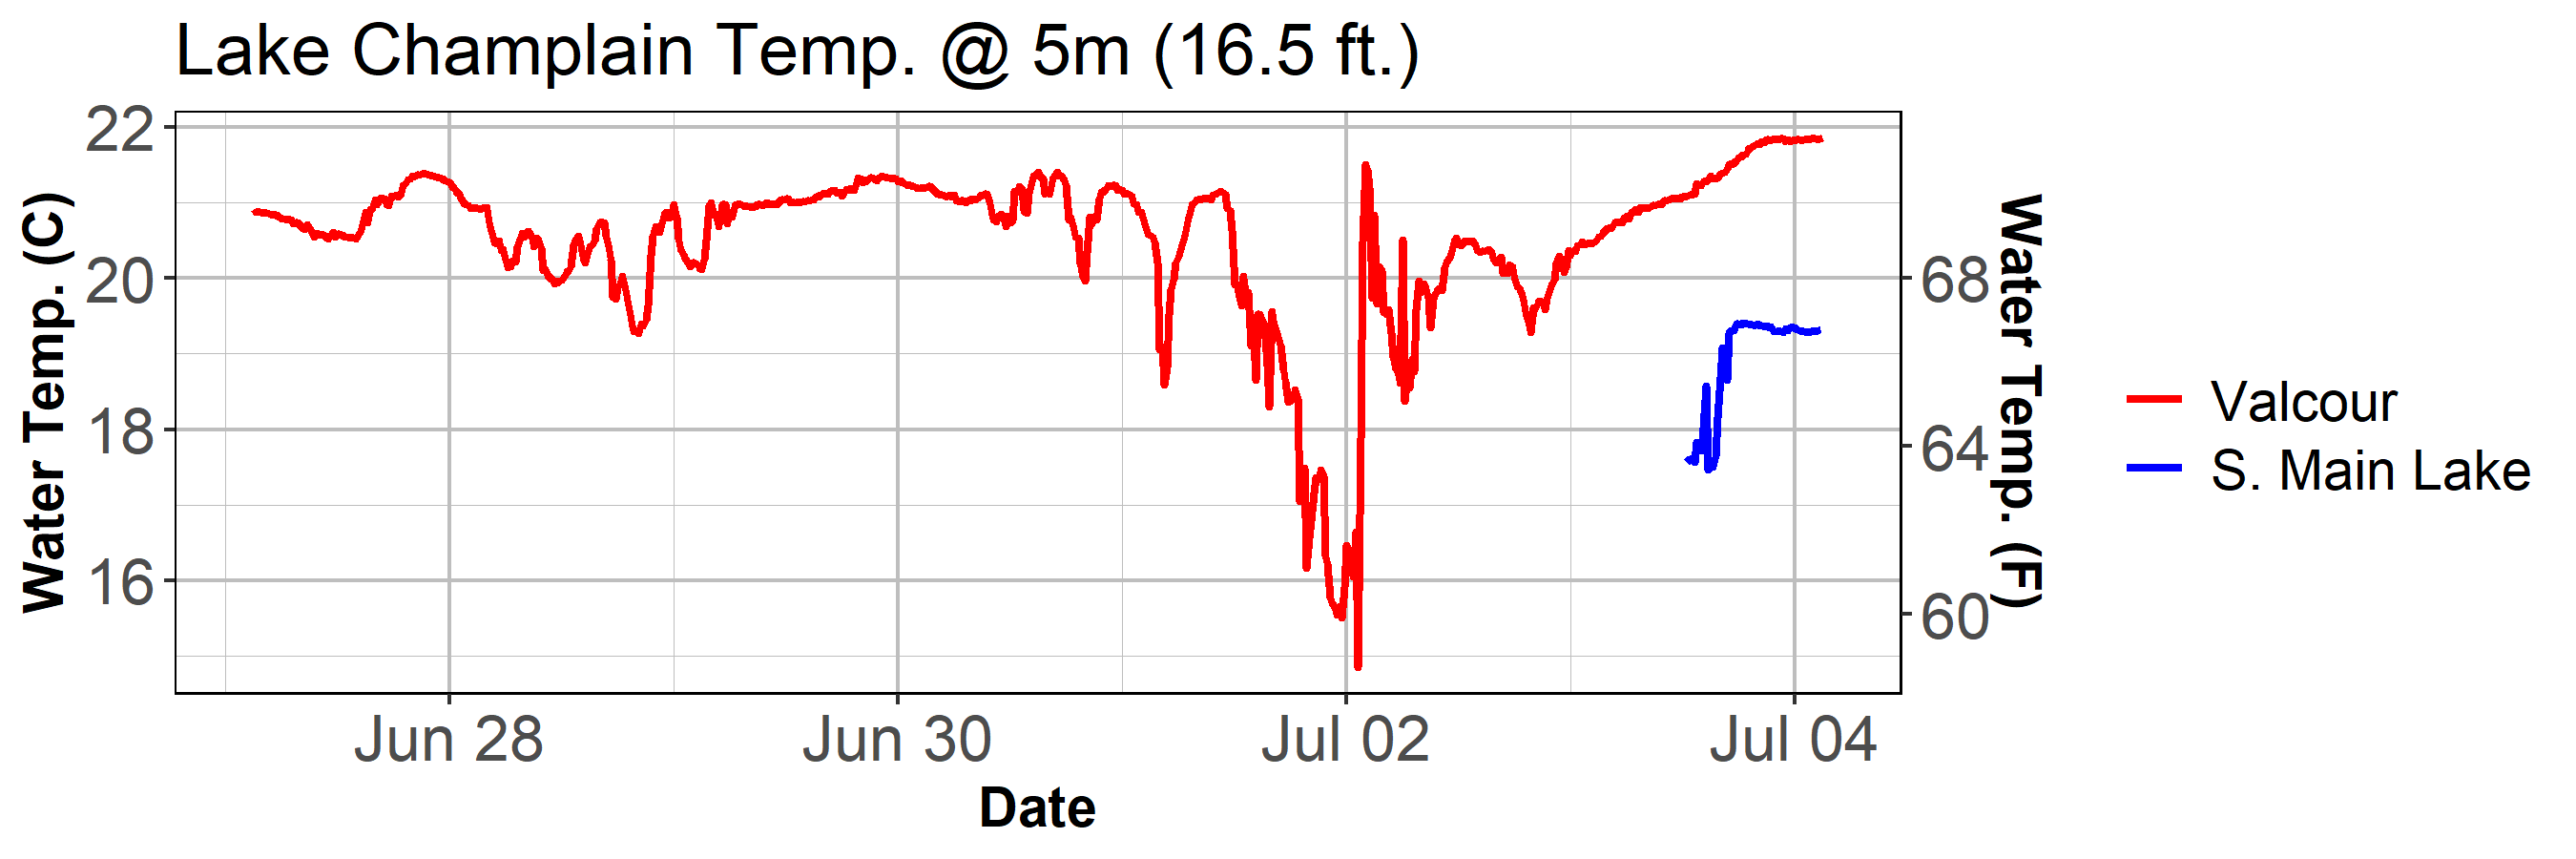 Lake Champlain Temp. @ 5m (16.5 ft.)
Water Temp. (C)
22
20
18
16
68
64
60
Water Temp. (F)
Jun 28
Jun 30
Jul 02
Jul 04
Date
Valcour
S. Main Lake